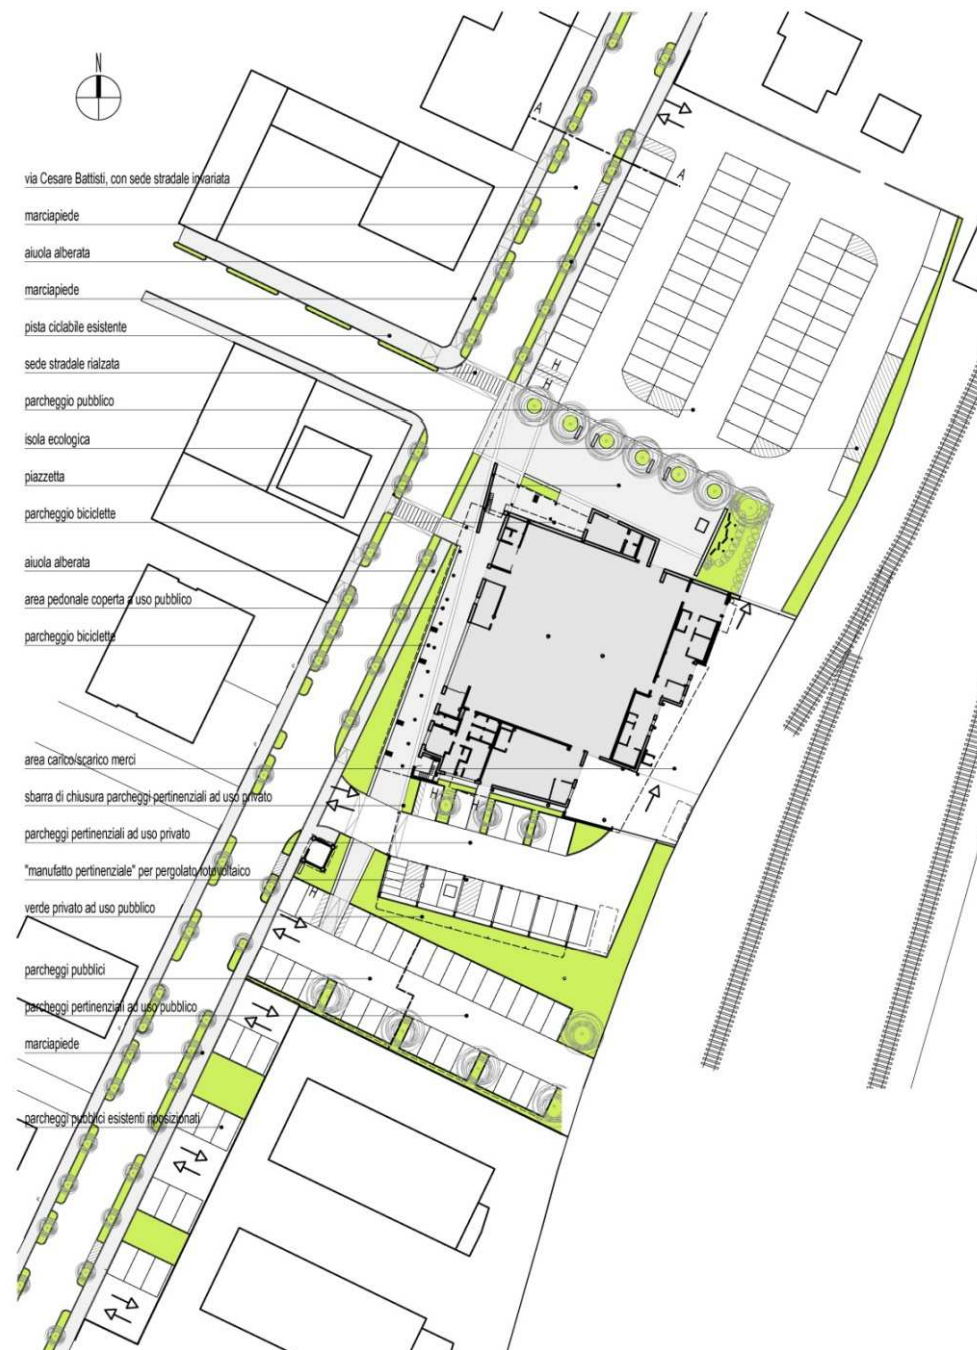 N
A
via Cesare Battisti, con sede stradale invariata
A
marciapiede
aiuola alberata
marciapiede
pista ciclabile esistente
sede stradale rialzata
H
H
parcheggio pubblico
isola ecologica
piazzetta
parcheggio biciclette
aiuola alberata
area pedonale coperta a uso pubblico
parcheggio biciclette
area carico/scarico merci
sbarra di chiusura parcheggi pertinenziali ad uso privato
H
H
parcheggi pertinenziali ad uso privato
"manufatto pertinenziale" per pergolato fotovoltaico
H
verde privato ad uso pubblico
parcheggi pubblici
parcheggi pertinenziali ad uso pubblico
marciapiede
parcheggi pubblici esistenti riposizionati